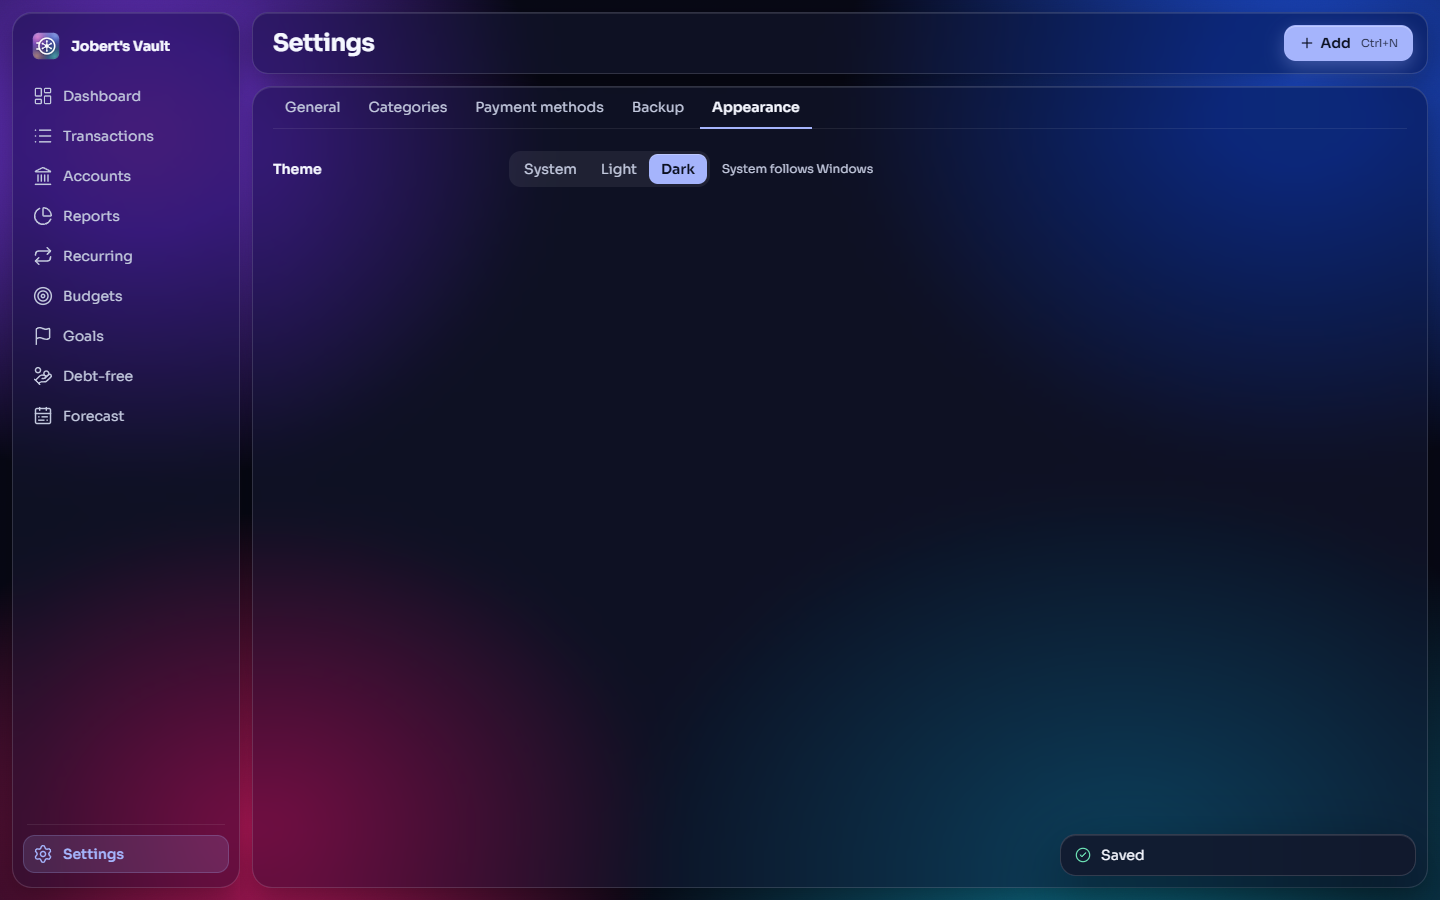 Jobert's Vault
Dashboard
Transactions
Accounts
Reports
Recurring
Budgets
Goals
Debt-free
Forecast
Settings
Settings
Add Ctrl+N
General Categories Payment methods Backup Appearance
Theme System Light Dark System follows Windows
Saved